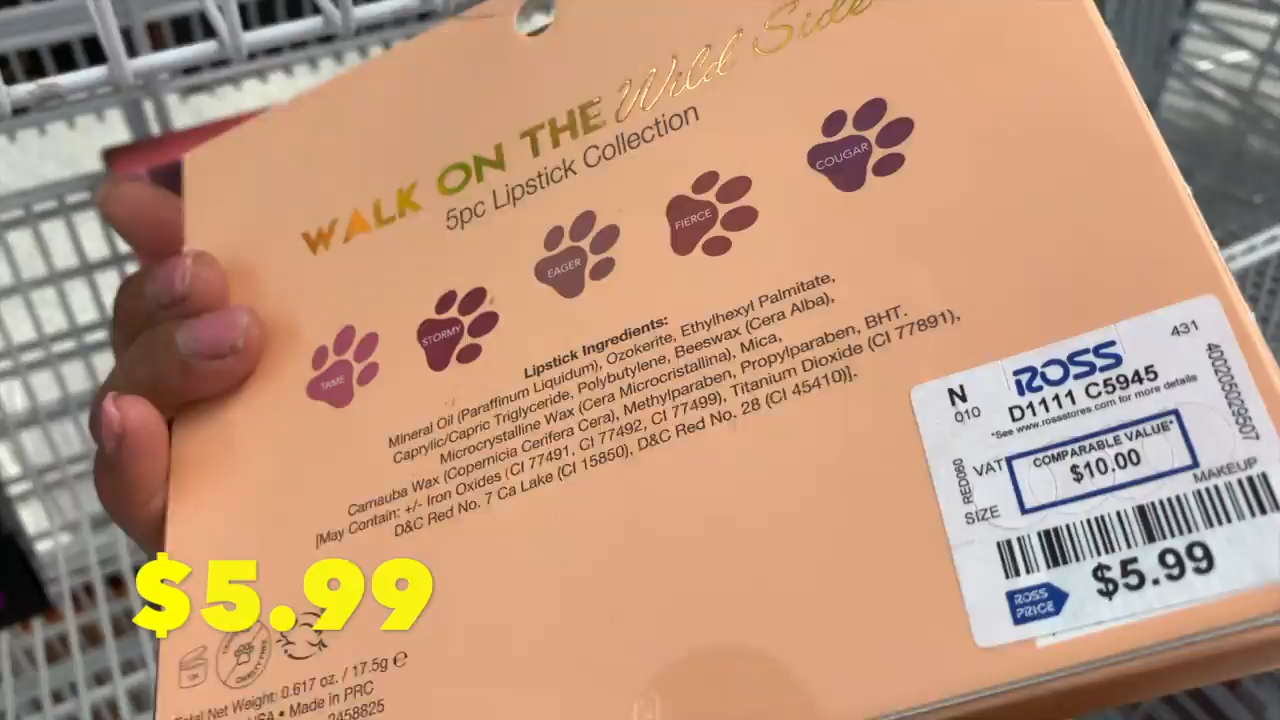 WALK ON THE Wild Side
5pc Lipstick Collection
TAME
STORMY
EAGER
FIERCE
COUGAR
Lipstick Ingredients:
Mineral Oil (Paraffinum Liquidum), Ozokerite, Ethylhexyl Palmitate,
Caprylic/Capric Triglyceride, Polybutylene, Beeswax (Cera Alba),
Microcrystalline Wax (Cera Microcristallina), Mica,
Carnauba Wax (Copernicia Cerifera Cera), Methylparaben, Propylparaben, BHT.
[May Contain: +/- Iron Oxides (CI 77491, CI 77492, CI 77499), Titanium Dioxide (CI 77891),
D&C Red No. 7 Ca Lake (CI 15850), D&C Red No. 28 (CI 45410)].
N
010
ROSS
431
D1111 C5945
*See www.rossstores.com for more details
400205029507
RED060
VAT
COMPARABLE VALUE*
$10.00
SIZE
MAKEUP
ROSS
PRICE
$5.99
$5.99
CRUELTY FREE
Total Net Weight: 0.617 oz. / 17.5g e
USA • Made in PRC
2458825